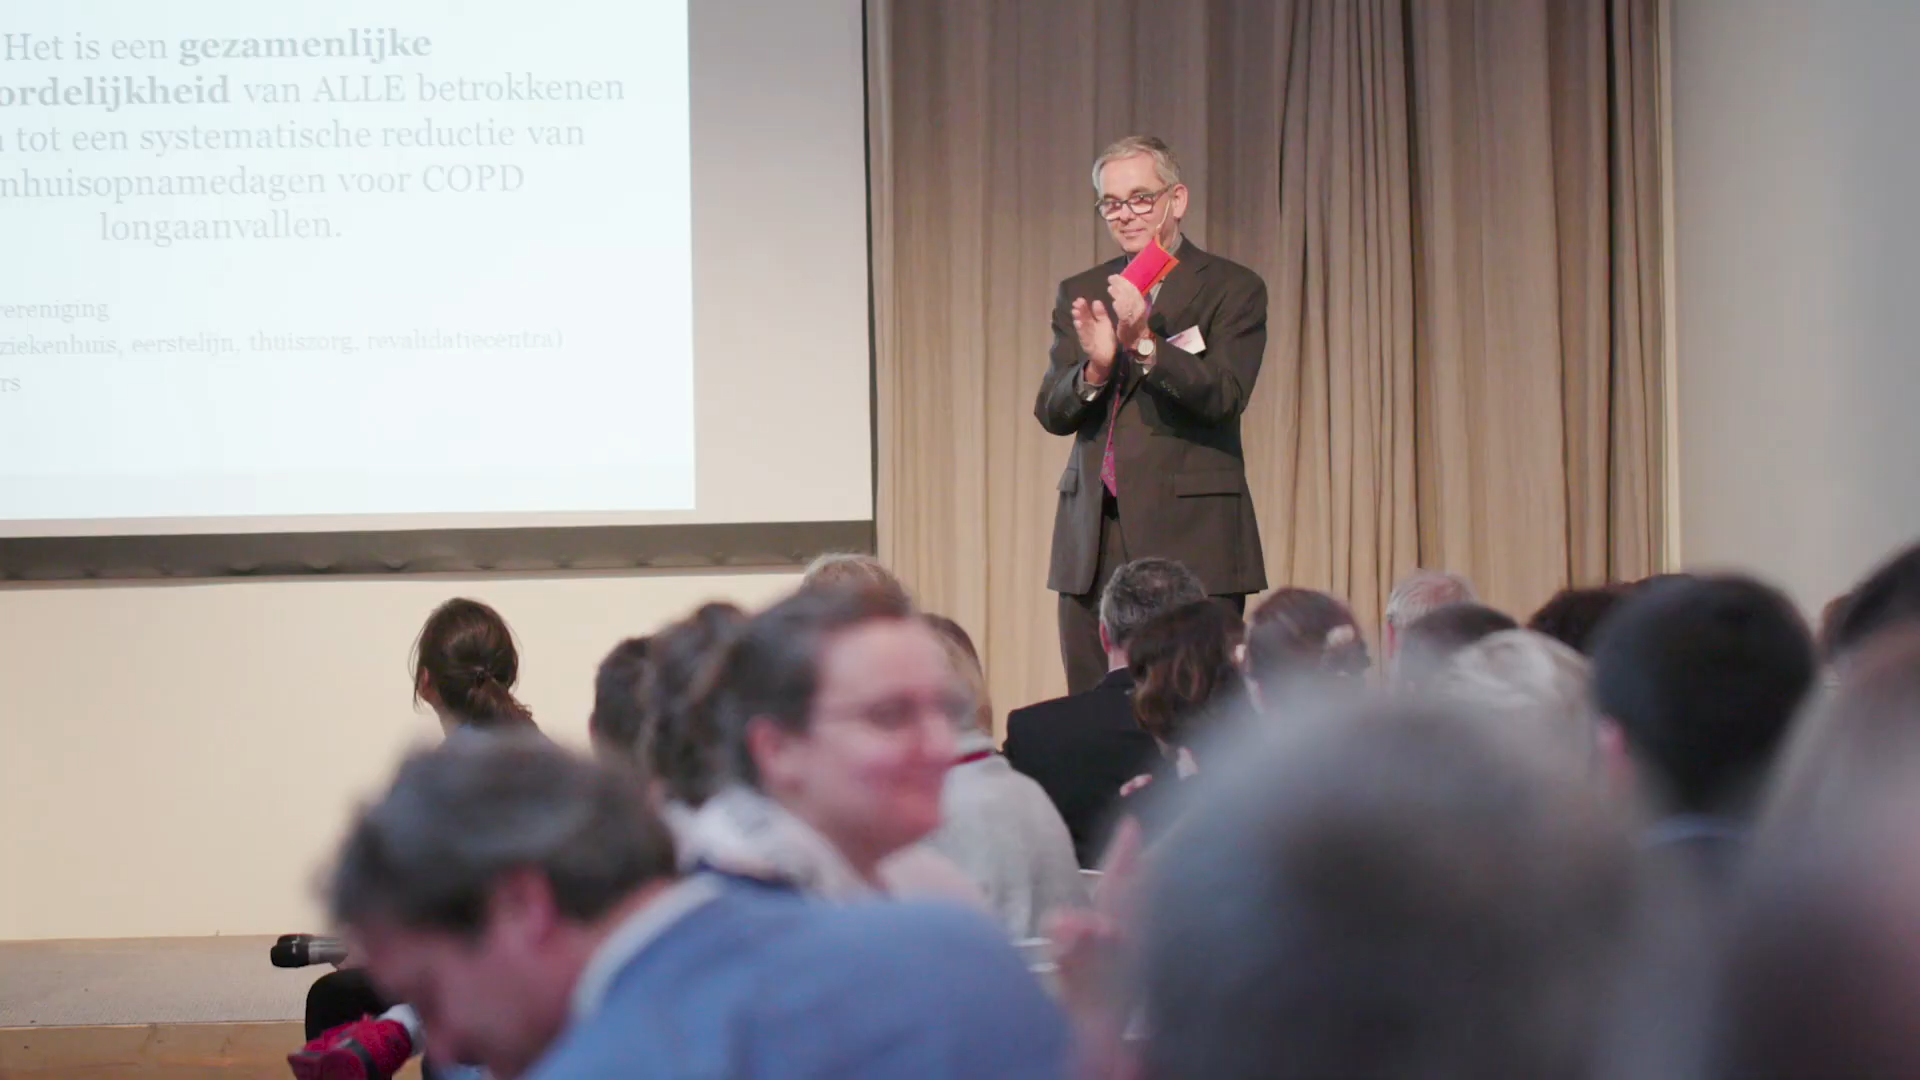 Het is een gezamenlijke
ordelijkheid van ALLE betrokkenen
tot een systematische reductie van
nhuisopnamedagen voor COPD
longaanvallen.
ereniging
ziekenhuis, eerstelijn, thuiszorg, revalidatiecentra)
rs